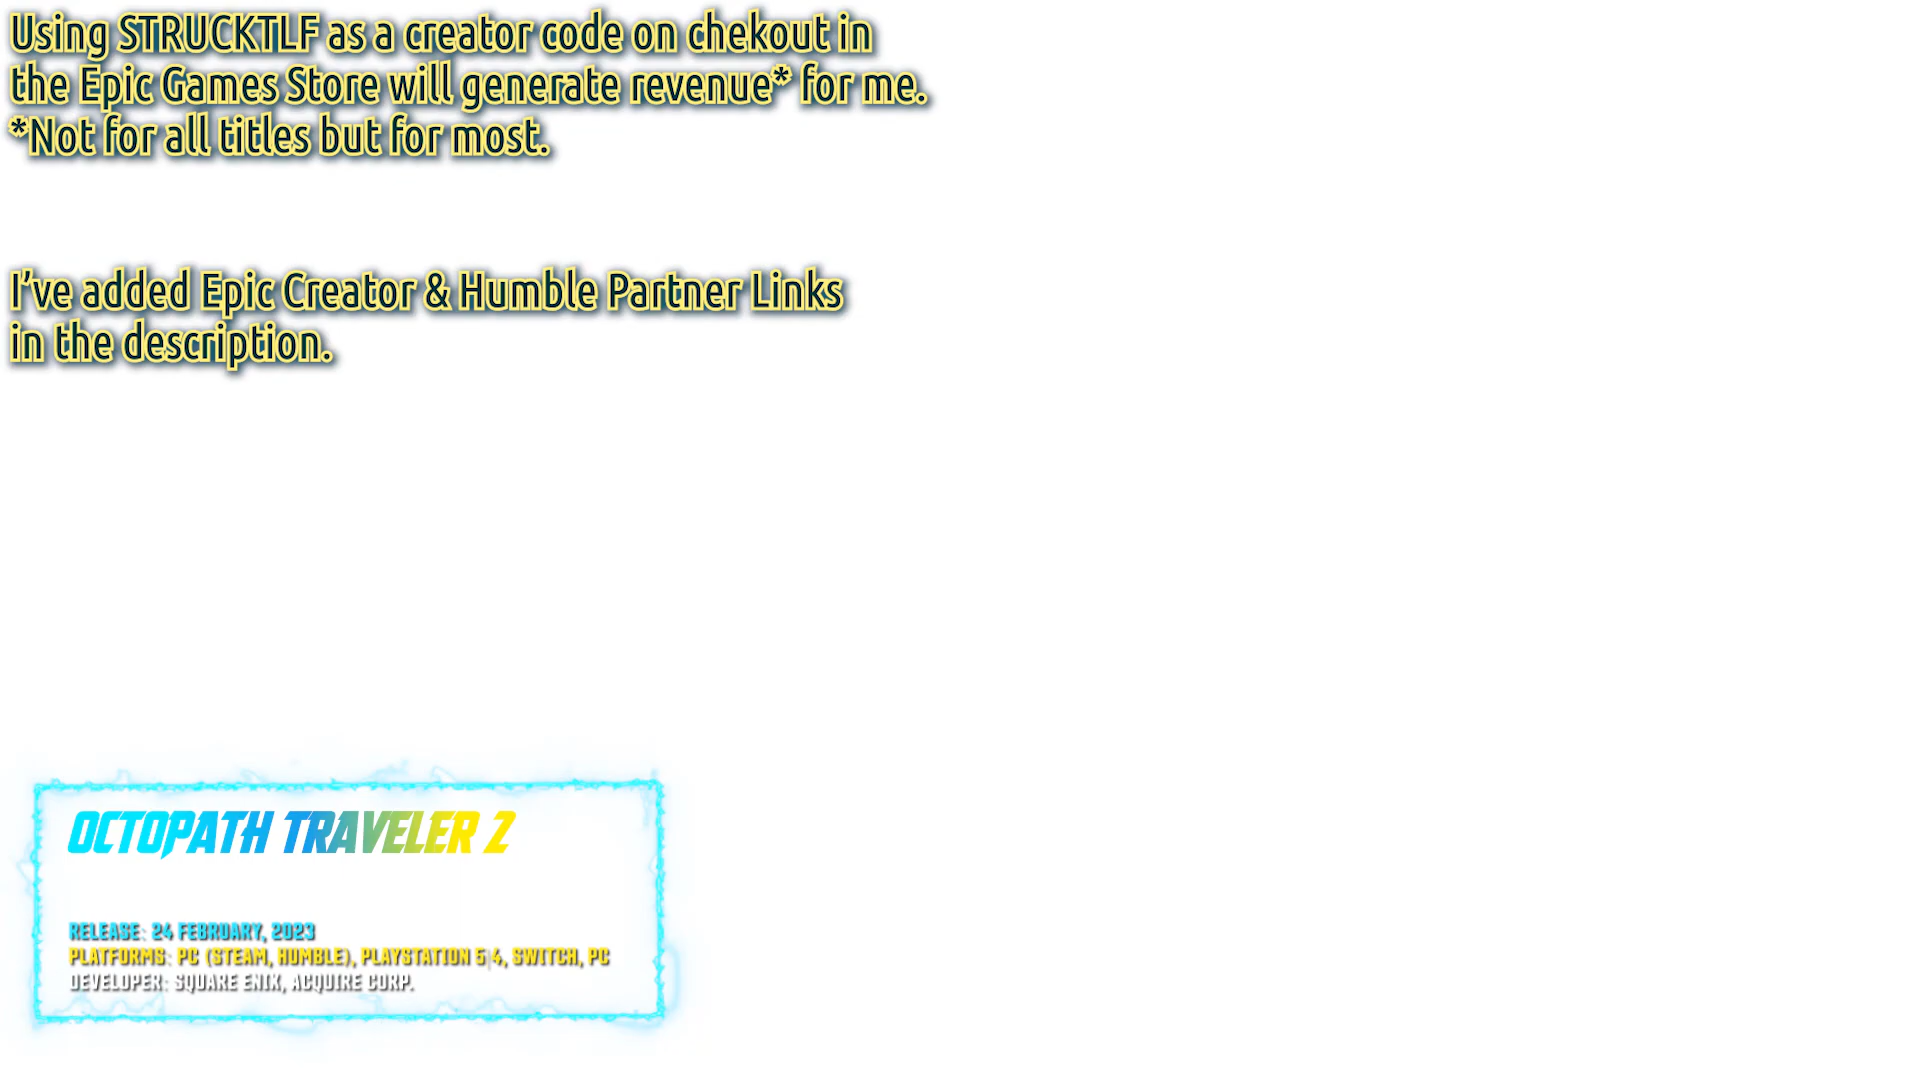 Using STRUCKTLF as a creator code on chekout in
the Epic Games Store will generate revenue* for me.
*Not for all titles but for most.
I've added Epic Creator & Humble Partner Links
in the description.
OCTOPATH TRAVELER 2
RELEASE: 24 FEBRUARY, 2023
PLATFORMS: PC (STEAM, HUMBLE), PLAYSTATION 5|4, SWITCH, PC
DEVELOPER: SQUARE ENIX, ACQUIRE CORP.